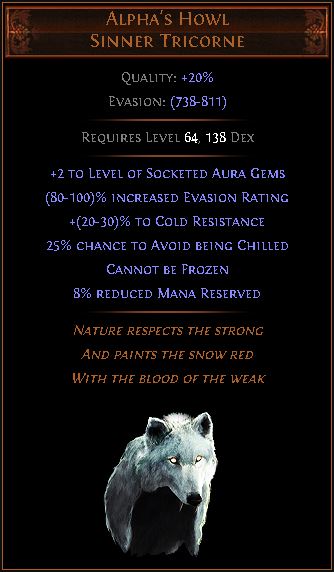 Alpha's Howl
Sinner Tricorne
Quality: +20%
Evasion: (738-811)
Requires Level 64, 138 Dex
+2 to Level of Socketed Aura Gems
(80-100)% increased Evasion Rating
+(20-30)% to Cold Resistance
25% chance to Avoid being Chilled
Cannot be Frozen
8% reduced Mana Reserved
Nature respects the strong
And paints the snow red
With the blood of the weak